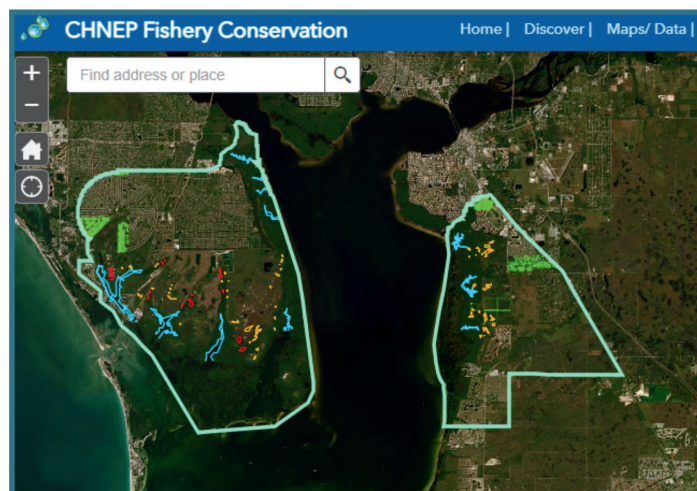 CHNEP Fishery Conservation
Home | Discover | Maps/ Data |
+
Find address or place
−